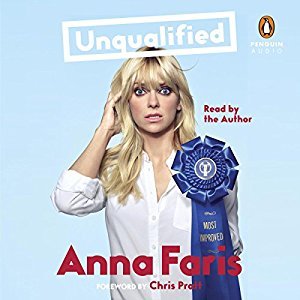 Unqualified
PENGUIN
AUDIO
Read by
the Author
MOST
IMPROVED
Anna Faris
FOREWORD BY Chris Pratt